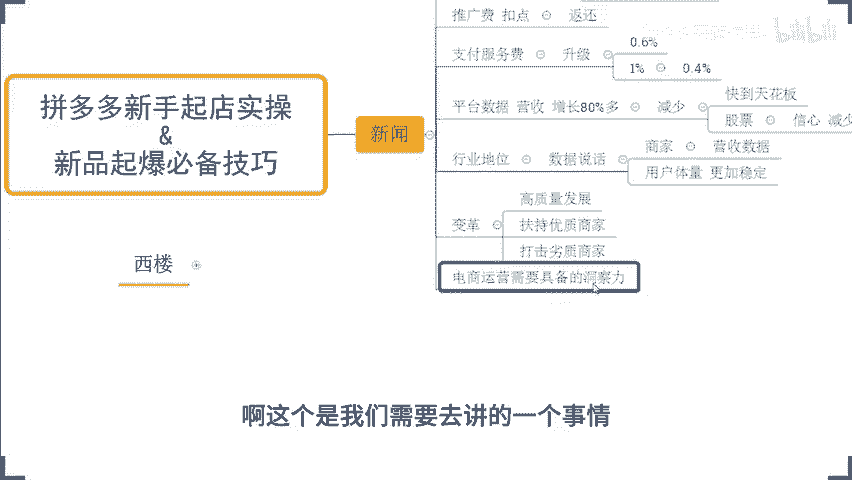 推广费 扣点
返还
支付服务费
升级
0.6%
1%
0.4%
平台数据 营收 增长80%多
减少
快到天花板
股票
信心 减少
行业地位
数据说话
商家
营收数据
用户体量 更加稳定
变革
高质量发展
扶持优质商家
打击劣质商家
电商运营需要具备的洞察力
新闻
拼多多新手起店实操
&
新品起爆必备技巧
西楼
啊这个是我们需要去讲的一个事情
bilibili